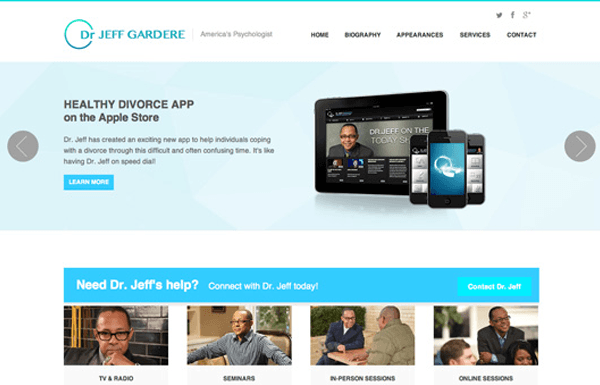 Dr JEFF GARDERE
America's Psychologist
HOME BIOGRAPHY APPEARANCES SERVICES CONTACT
HEALTHY DIVORCE APP
on the Apple Store
Dr. Jeff has created an exciting new app to help individuals coping
with a divorce through this difficult and often confusing time. It's like
having Dr. Jeff on speed dial!
LEARN MORE
DR.JEFF ON THE
TODAY
Need Dr. Jeff's help? Connect with Dr. Jeff today!
Contact Dr. Jeff
TV & RADIO
SEMINARS
IN-PERSON SESSIONS
ONLINE SESSIONS